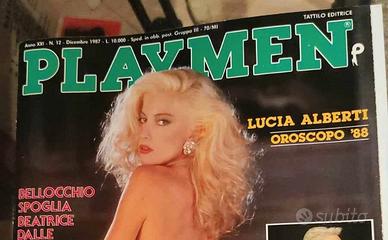 TATTILO EDITRICE
Anno XXI - N. 12 - Dicembre 1987 - L. 10.000 - Sped. in abb. post. Gruppo III - 70/MI
PLAYMEN®
LUCIA ALBERTI
OROSCOPO '88
BELLOCCHIO
SPOGLIA
BEATRICE
DALLE
subito